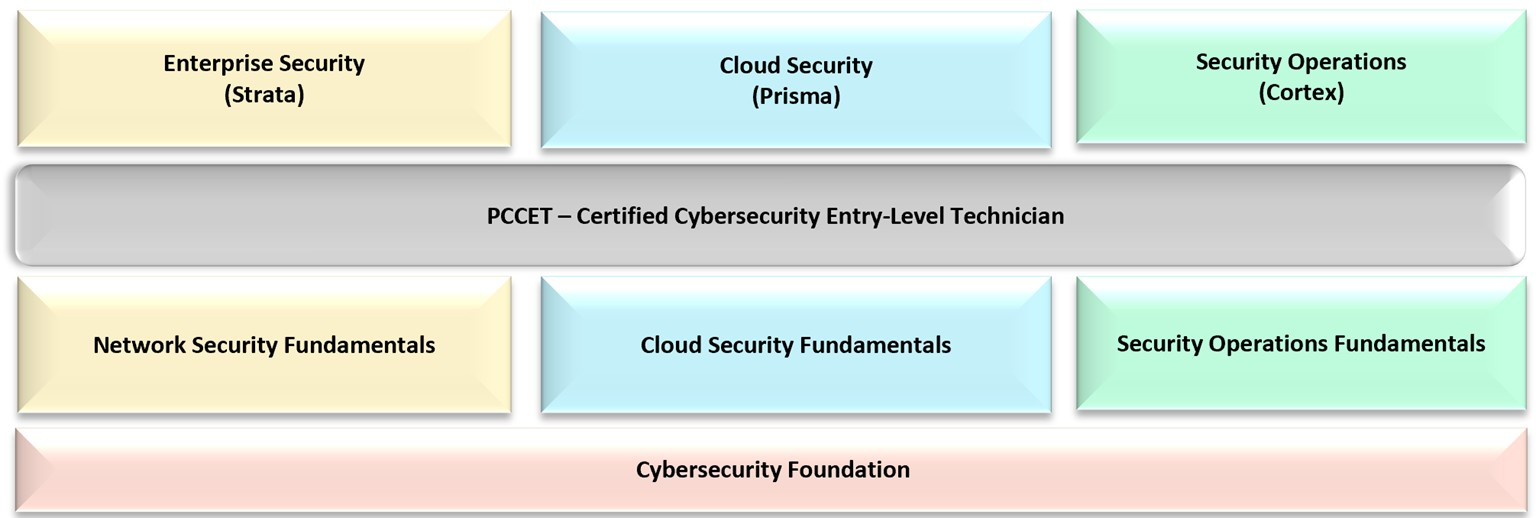 Enterprise Security
(Strata)
Cloud Security
(Prisma)
Security Operations
(Cortex)
PCCET – Certified Cybersecurity Entry-Level Technician
Network Security Fundamentals
Cloud Security Fundamentals
Security Operations Fundamentals
Cybersecurity Foundation